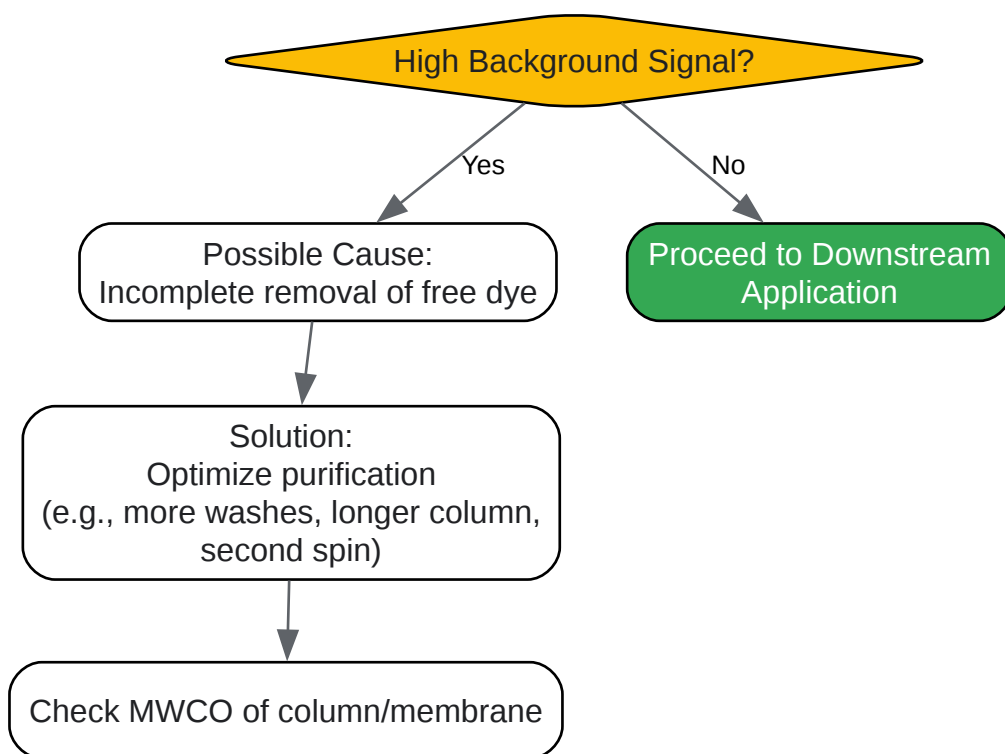 High Background Signal?
Yes
No
Possible Cause:
Incomplete removal of free dye
Proceed to Downstream
Application
Solution:
Optimize purification
(e.g., more washes, longer column,
second spin)
Check MWCO of column/membrane